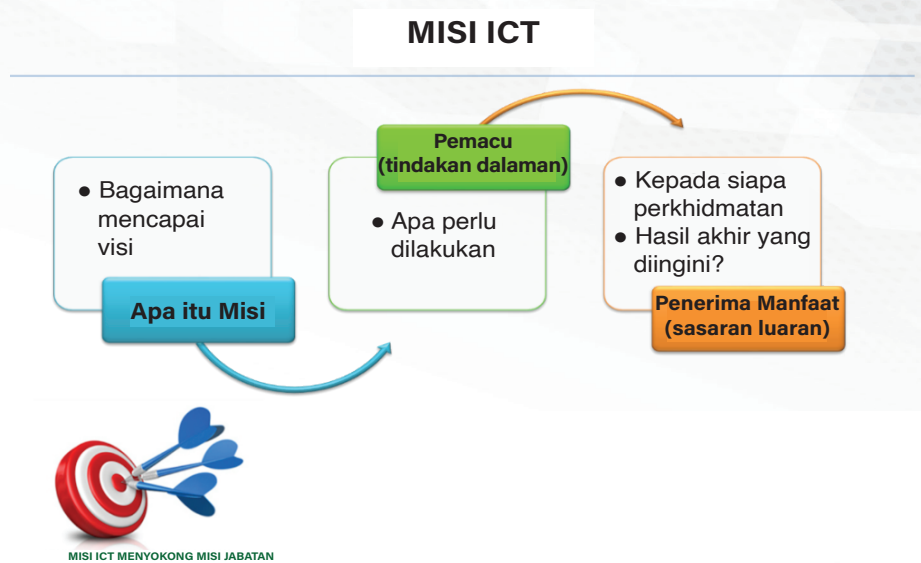 MISI ICT
● Bagaimana
mencapai
visi
Apa itu Misi
Pemacu
(tindakan dalaman)
● Apa perlu
dilakukan
● Kepada siapa
perkhidmatan
● Hasil akhir yang
diingini?
Penerima Manfaat
(sasaran luaran)
MISI ICT MENYOKONG MISI JABATAN